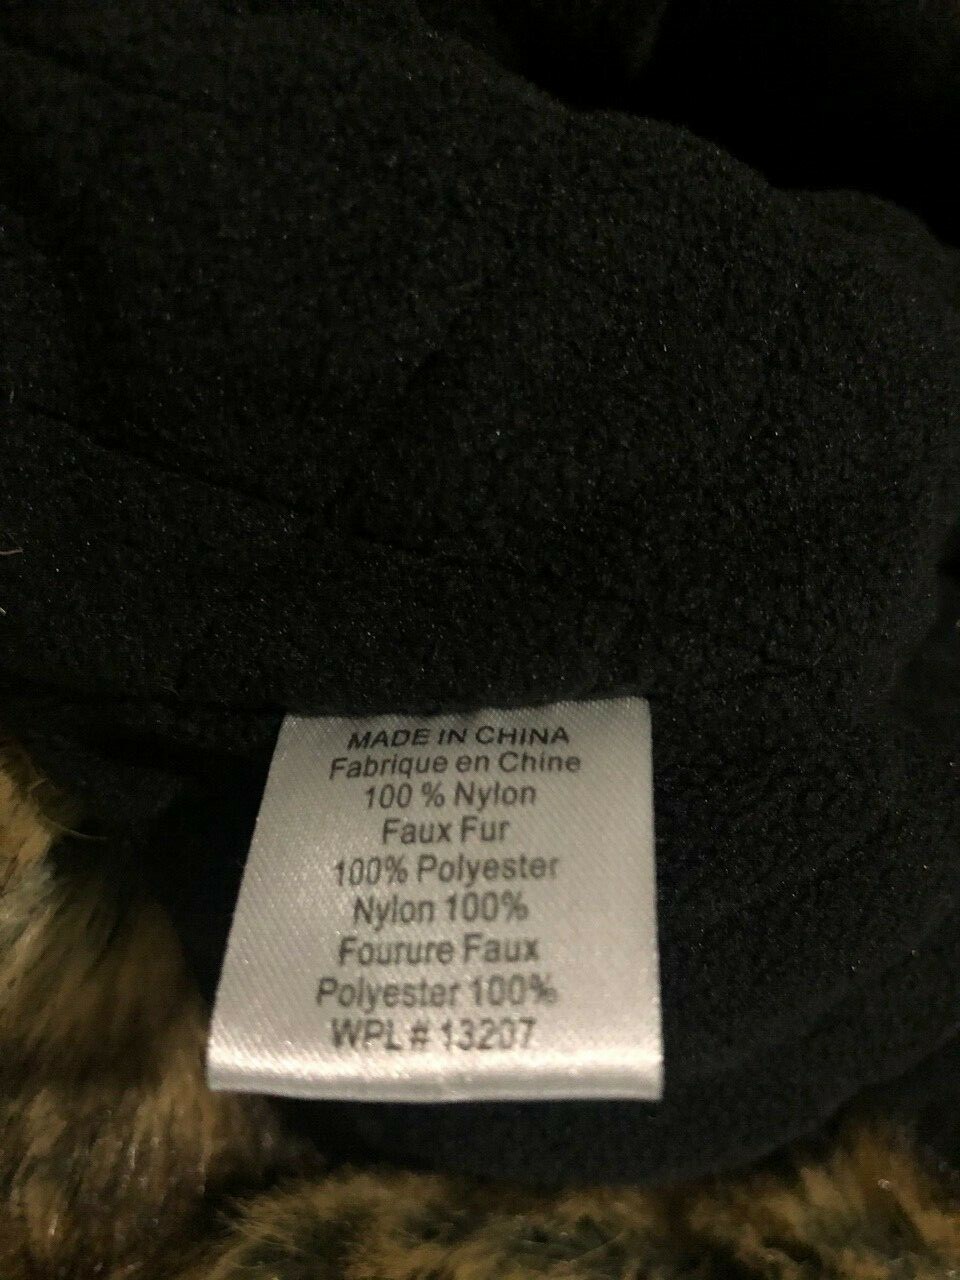 MADE IN CHINA
Fabrique en Chine
100 % Nylon
Faux Fur
100% Polyester
Nylon 100%
Fourure Faux
Polyester 100%
WPL # 13207